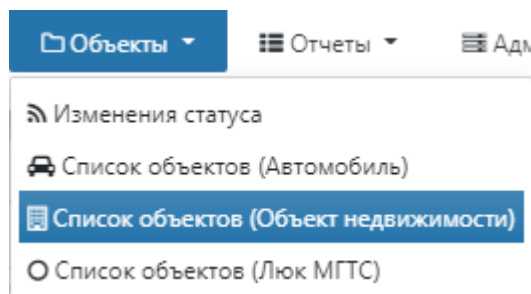 Объекты Отчеты
Изменения статуса
Список объектов (Автомобиль)
Список объектов (Объект недвижимости)
Список объектов (Люк МГТС)